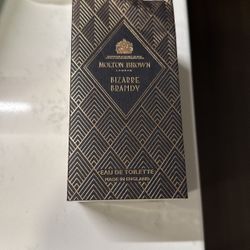 MOLTON BROWN
LONDON
BIZARRE
BRANDY
EAU DE TOILETTE
MADE IN ENGLAND